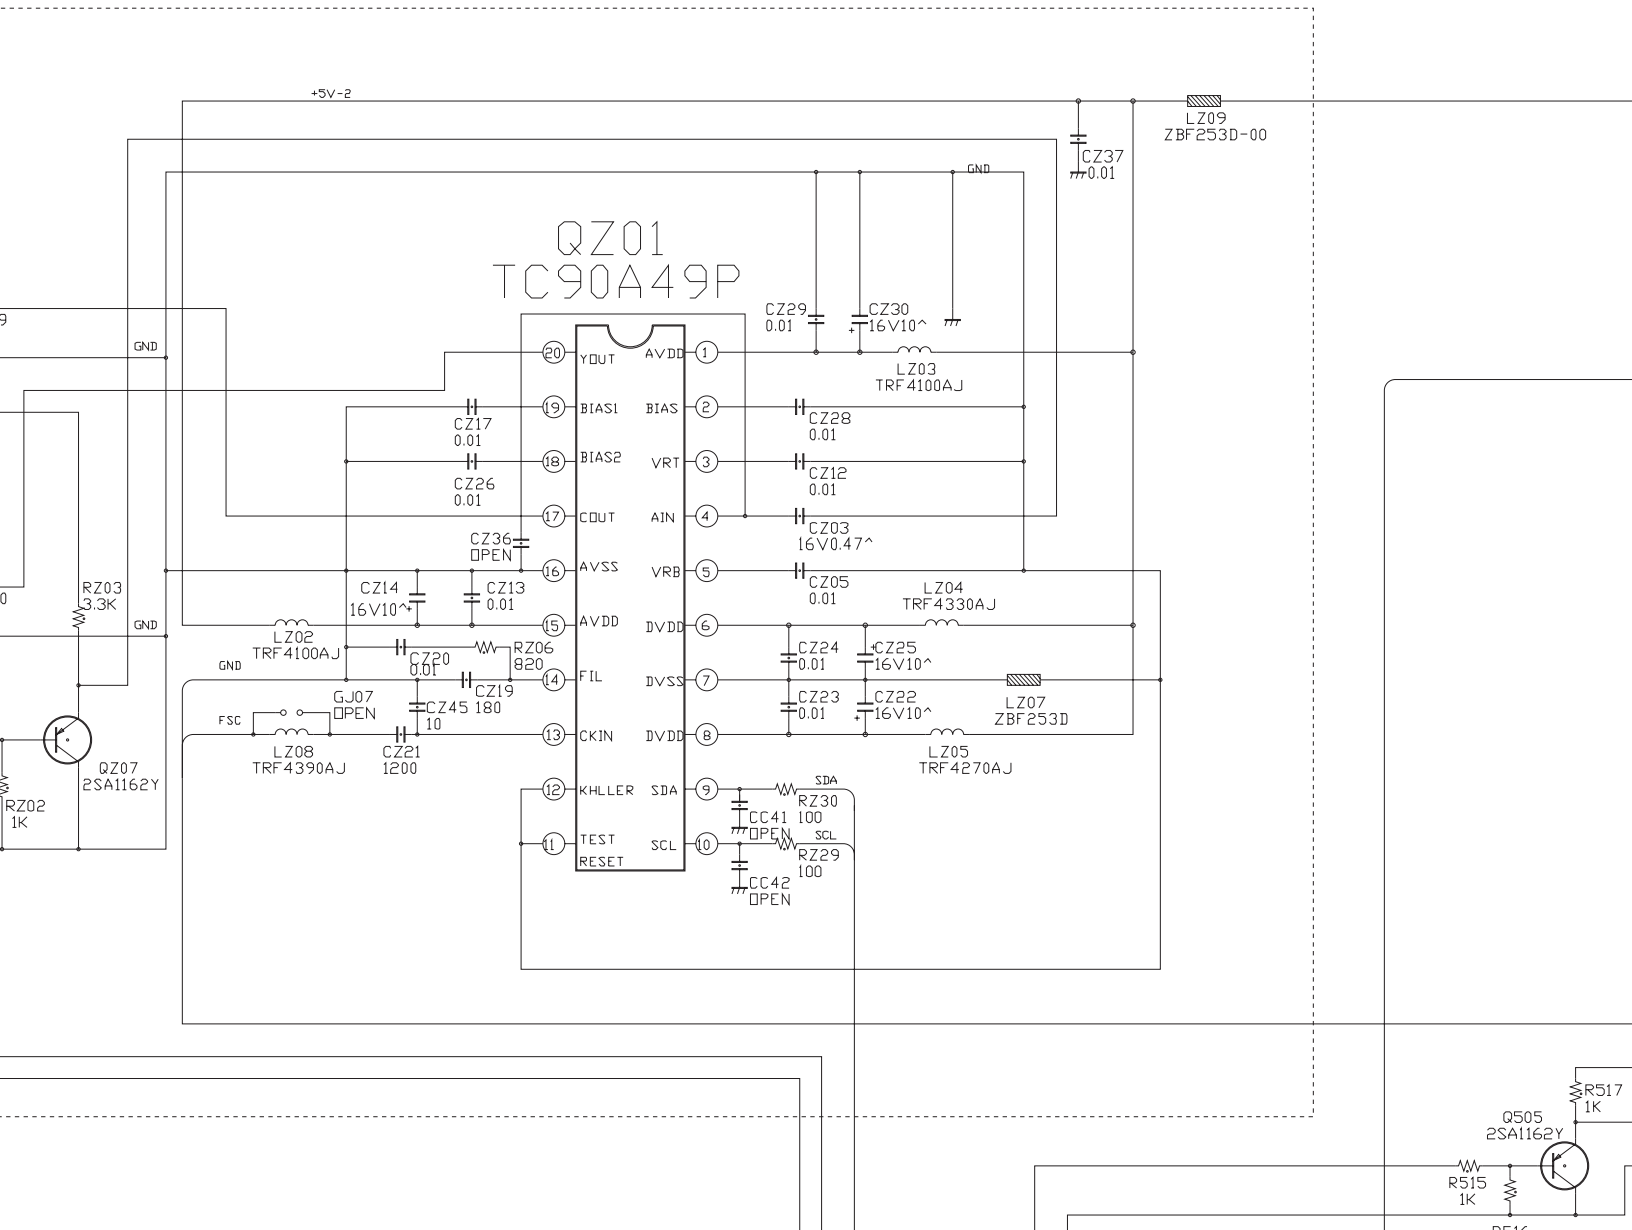 +5V-2
LZ09
ZBF253D-00
CZ37
0.01
GND
QZ01
TC90A49P
CZ29
0.01
CZ30
16V10^
9
GND
20
YOUT
AVDD
1
LZ03
TRF4100AJ
19
BIAS1
BIAS
2
CZ17
0.01
CZ28
0.01
18
BIAS2
VRT
3
CZ26
0.01
CZ12
0.01
17
COUT
AIN
4
CZ36
OPEN
CZ03
16V0.47^
16
AVSS
VRB
5
RZ03
3.3K
CZ14
16V10^
+
CZ13
0.01
CZ05
0.01
LZ04
TRF4330AJ
0
GND
15
AVDD
DVDD
6
LZ02
TRF4100AJ
CZ20
0.01
RZ06
820
CZ24
0.01
+
CZ25
16V10^
GND
14
FIL
DVSS
7
CZ19
180
GJ07
OPEN
CZ45
10
CZ23
0.01
CZ22
16V10^
+
LZ07
ZBF253D
FSC
13
CKIN
DVDD
8
LZ08
TRF4390AJ
CZ21
1200
LZ05
TRF4270AJ
QZ07
2SA1162Y
RZ02
1K
12
KHLLER
SDA
9
SDA
RZ30
100
CC41
OPEN
11
TEST
RESET
SCL
10
SCL
RZ29
100
CC42
OPEN
R517
1K
Q505
2SA1162Y
R515
1K